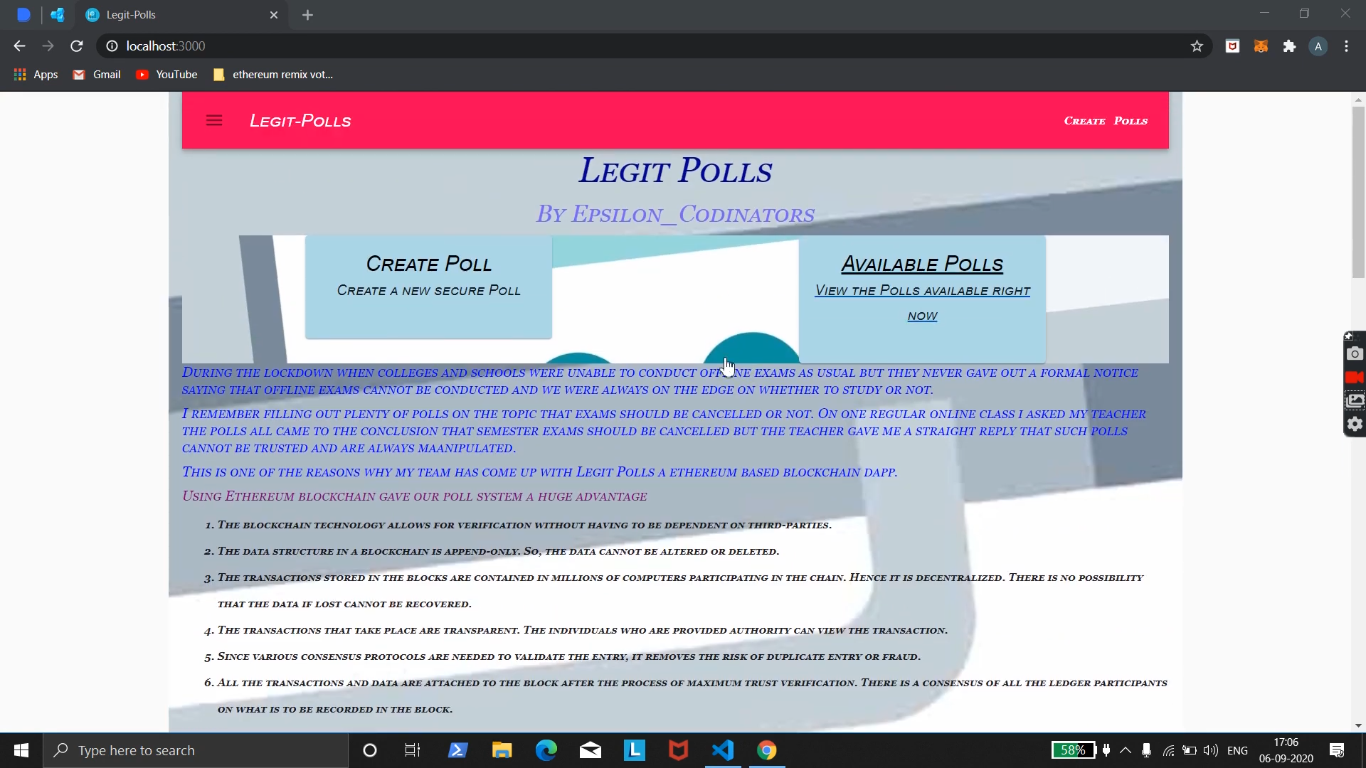 Legit-Polls
localhost:3000
Apps
Gmail
YouTube
ethereum remix vot...
A
Legit-Polls
Create Polls
Legit Polls
By Epsilon_Codinators
Create Poll
Create a new secure Poll
Available Polls
View the Polls available right
now
During the lockdown when colleges and schools were unable to conduct offline exams as usual but they never gave out a formal notice
saying that offline exams cannot be conducted and we were always on the edge on whether to study or not.
I remember filling out plenty of polls on the topic that exams should be cancelled or not. On one regular online class i asked my teacher
the polls all came to the conclusion that semester exams should be cancelled but the teacher gave me a straight reply that such polls
cannot be trusted and are always maanipulated.
This is one of the reasons why my team has come up with Legit Polls a ethereum based blockchain dapp.
Using Ethereum blockchain gave our poll system a huge advantage
1. The blockchain technology allows for verification without having to be dependent on third-parties.
2. The data structure in a blockchain is append-only. So, the data cannot be altered or deleted.
3. The transactions stored in the blocks are contained in millions of computers participating in the chain. Hence it is decentralized. There is no possibility
that the data if lost cannot be recovered.
4. The transactions that take place are transparent. The individuals who are provided authority can view the transaction.
5. Since various consensus protocols are needed to validate the entry, it removes the risk of duplicate entry or fraud.
6. All the transactions and data are attached to the block after the process of maximum trust verification. There is a consensus of all the ledger participants
on what is to be recorded in the block.
Type here to search
L
58%
ENG
17:06
06-09-2020